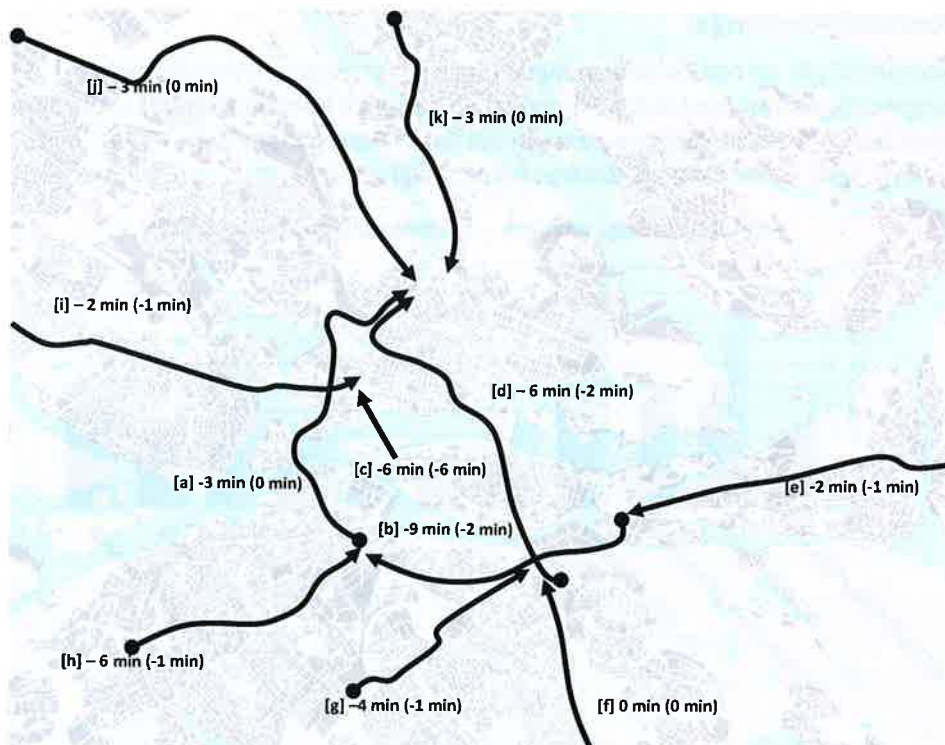 [j] – 3 min (0 min)
[k] – 3 min (0 min)
[i] – 2 min (-1 min)
[d] – 6 min (-2 min)
[c] -6 min (-6 min)
[a] -3 min (0 min)
[e] -2 min (-1 min)
[b] -9 min (-2 min)
[h] – 6 min (-1 min)
[g] –4 min (-1 min)
[f] 0 min (0 min)